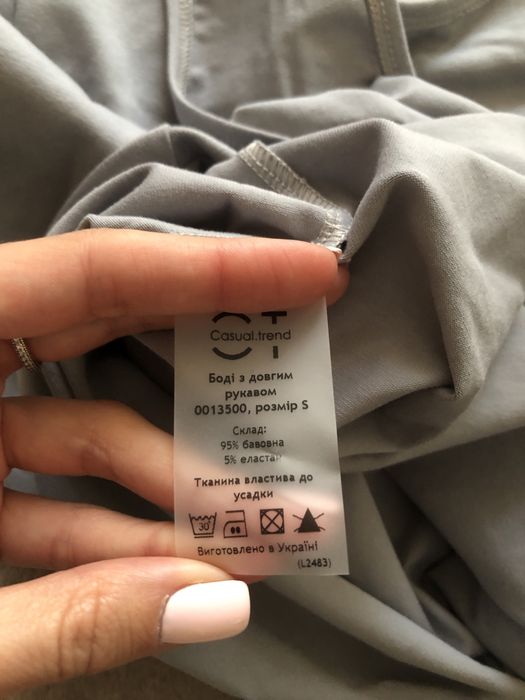 Casual.trend
Боді з довгим
рукавом
0013500, розмір S
Склад:
95% бавовна
5% еластан
Тканина властива до
усадки
30°
Виготовлено в Україні
(L2483)